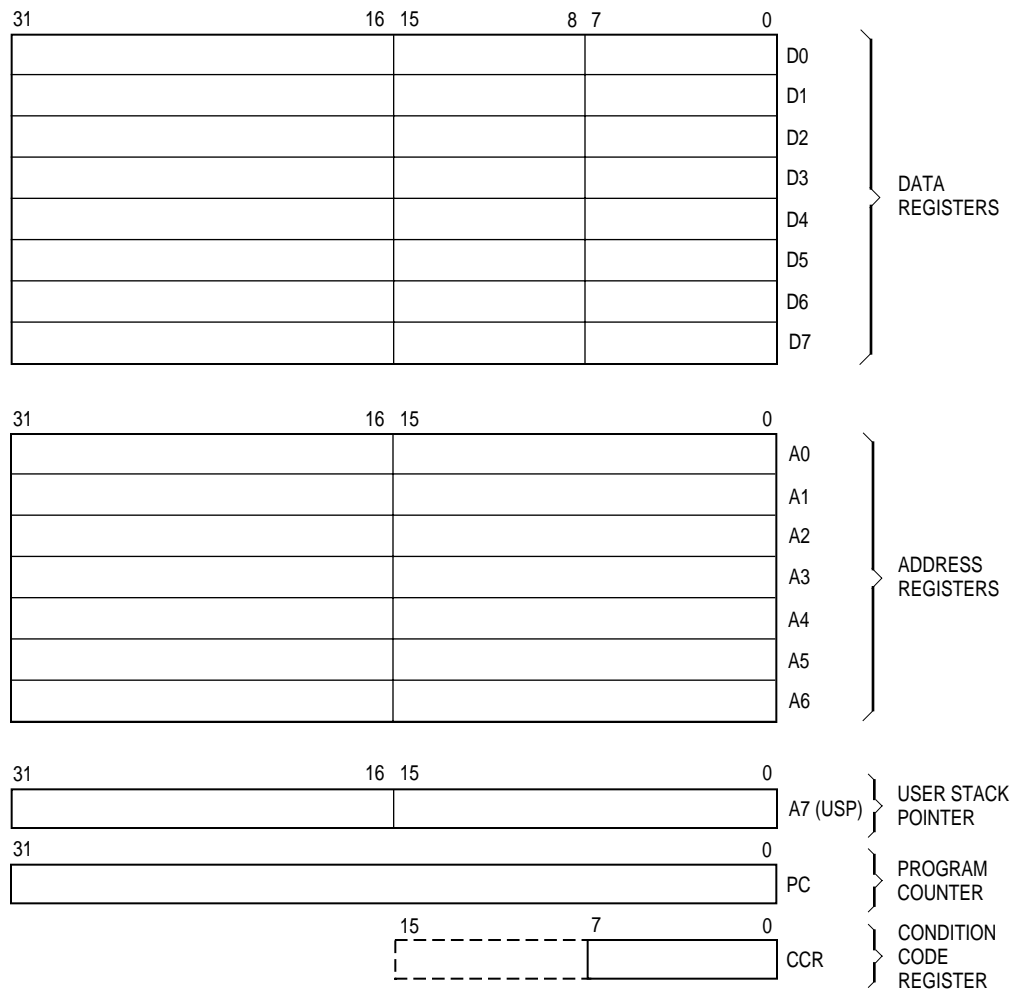 31 16 15 8 7 0
D0
D1
D2
D3
D4
D5
D6
D7
DATA
REGISTERS
31 16 15 0
A0
A1
A2
A3
A4
A5
A6
ADDRESS
REGISTERS
31 16 15 0
A7 (USP)
USER STACK
POINTER
31 0
PC
PROGRAM
COUNTER
15 7 0
CCR
CONDITION
CODE
REGISTER